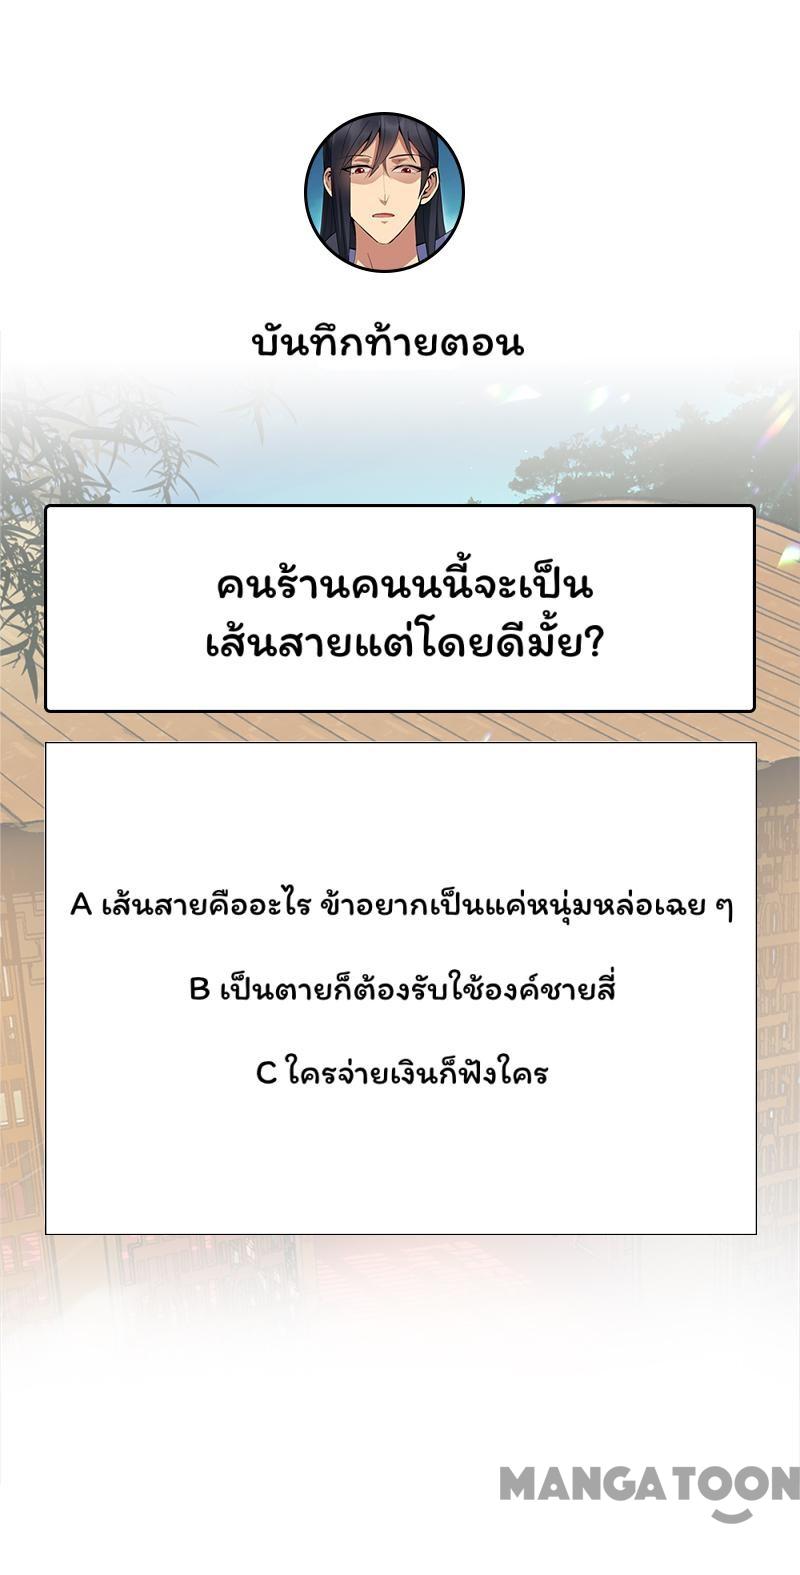 บันทึกท้ายตอน
คนร้านคนนนี้จะเป็น
เส้นสายแต่โดยดีมั้ย?
A เส้นสายคืออะไร ข้าอยากเป็นแค่หนุ่มหล่อเฉย ๆ
B เป็นตายก็ต้องรับใช้องค์ชายสี่
C ใครจ่ายเงินก็ฟังใคร
MANGATOON